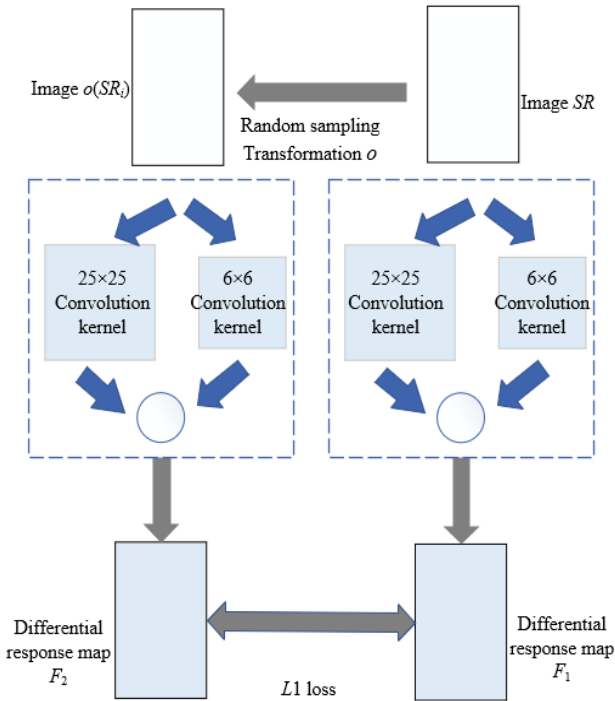 Image o(SRᵢ)
Random sampling
Transformation o
Image SR
25×25
Convolution
kernel
6×6
Convolution
kernel
25×25
Convolution
kernel
6×6
Convolution
kernel
Differential
response map
F₂
L1 loss
Differential
response map
F₁